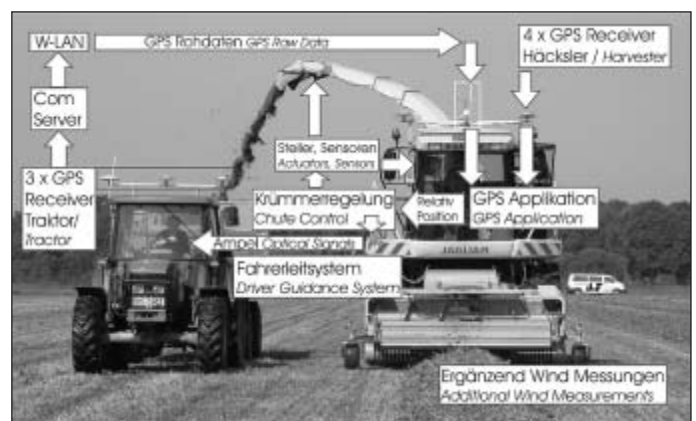 W-LAN
GPS Rohdaten GPS Raw Data
4 x GPS Receiver
Häcksler / Harvester
Com
Server
Steller, Sensoren
Actuators, Sensors
3 x GPS
Receiver
Traktor/
Tractor
Krümmerregelung
Chute Control
Relativ
Position
GPS Applikation
GPS Application
Ampel Optical Signals
Fahrerleitsystem
Driver Guidance System
Ergänzend Wind Messungen
Additional Wind Measurements